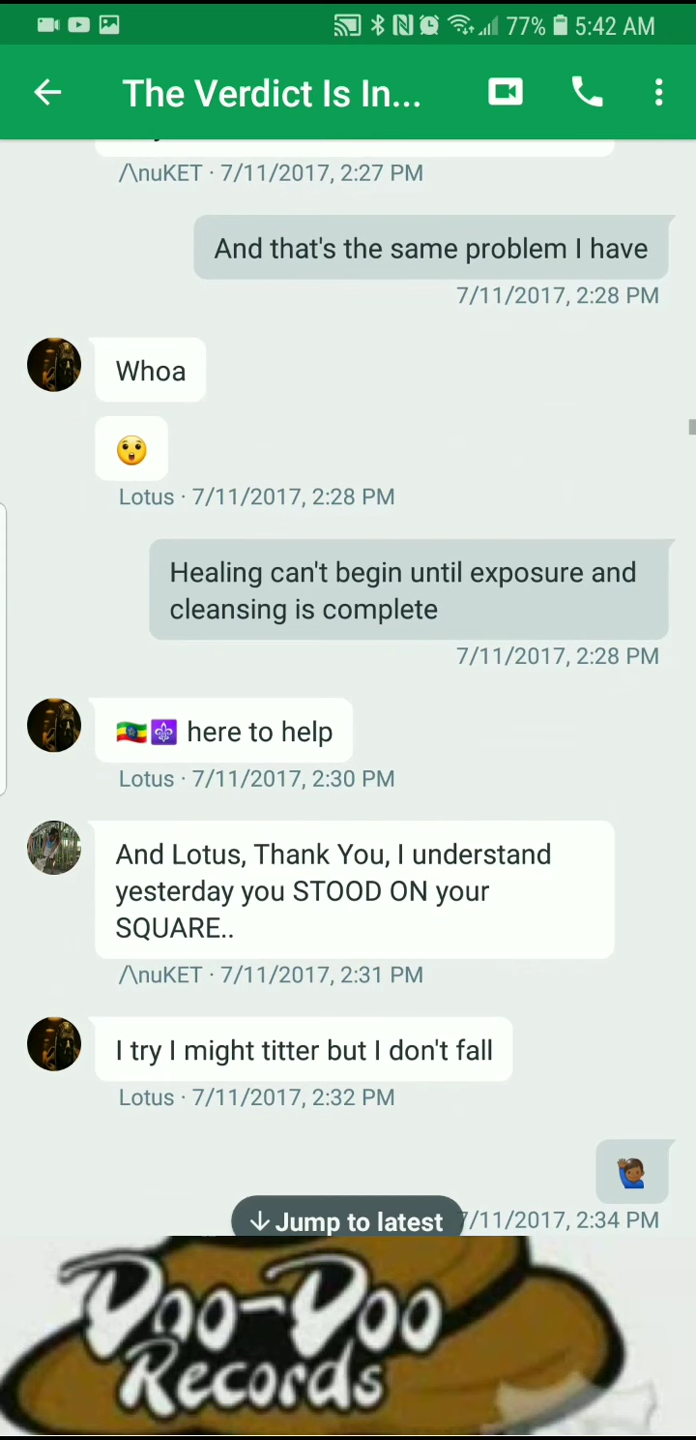 77% 5:42 AM
The Verdict Is In...
/\nuKET · 7/11/2017, 2:27 PM
And that's the same problem I have
7/11/2017, 2:28 PM
Whoa
😲
Lotus · 7/11/2017, 2:28 PM
Healing can't begin until exposure and
cleansing is complete
7/11/2017, 2:28 PM
🇪🇹⚜️ here to help
Lotus · 7/11/2017, 2:30 PM
And Lotus, Thank You, I understand
yesterday you STOOD ON your
SQUARE..
/\nuKET · 7/11/2017, 2:31 PM
I try I might titter but I don't fall
Lotus · 7/11/2017, 2:32 PM
🙋🏾‍♂️
↓ Jump to latest
7/11/2017, 2:34 PM
Doo-Doo
Records